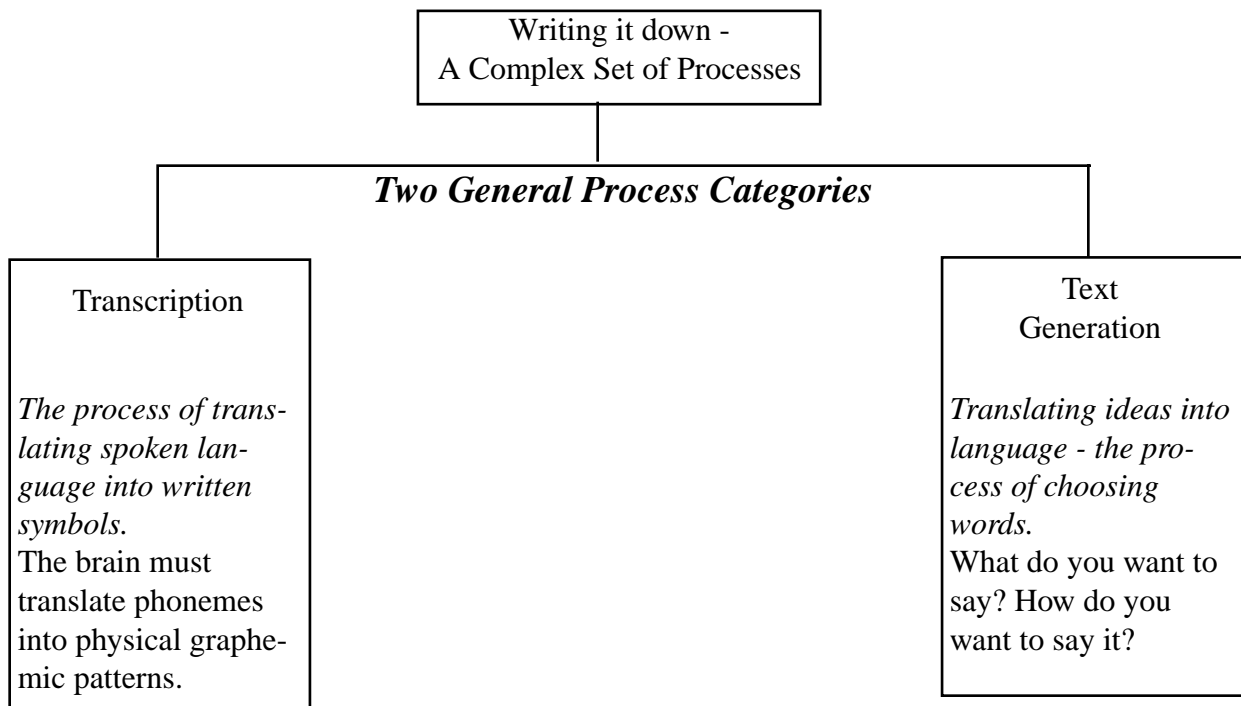 Writing it down -
A Complex Set of Processes
Two General Process Categories
Transcription
The process of trans-
lating spoken lan-
guage into written
symbols.
The brain must
translate phonemes
into physical graphe-
mic patterns.
Text
Generation
Translating ideas into
language - the pro-
cess of choosing
words.
What do you want to
say? How do you
want to say it?